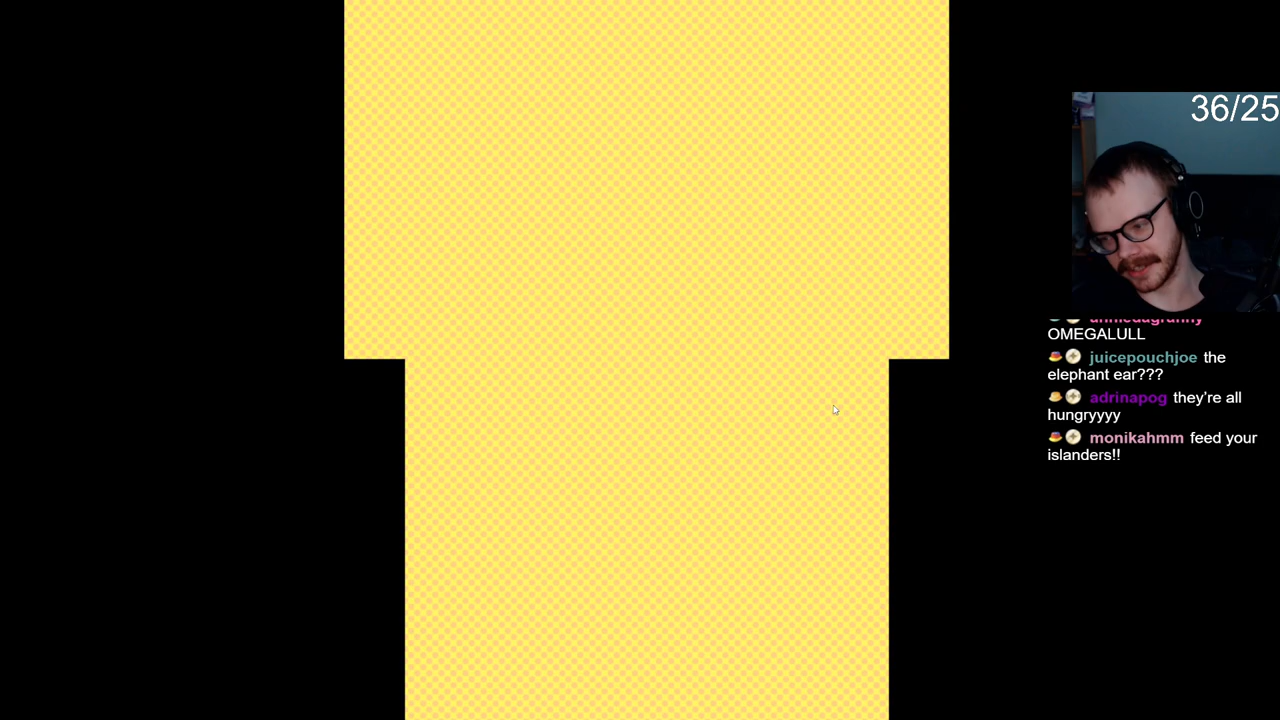 36/25
OMEGALULL
juicepouchjoe the
elephant ear???
adrinapog they're all
hungryyyy
monikahmm feed your
islanders!!